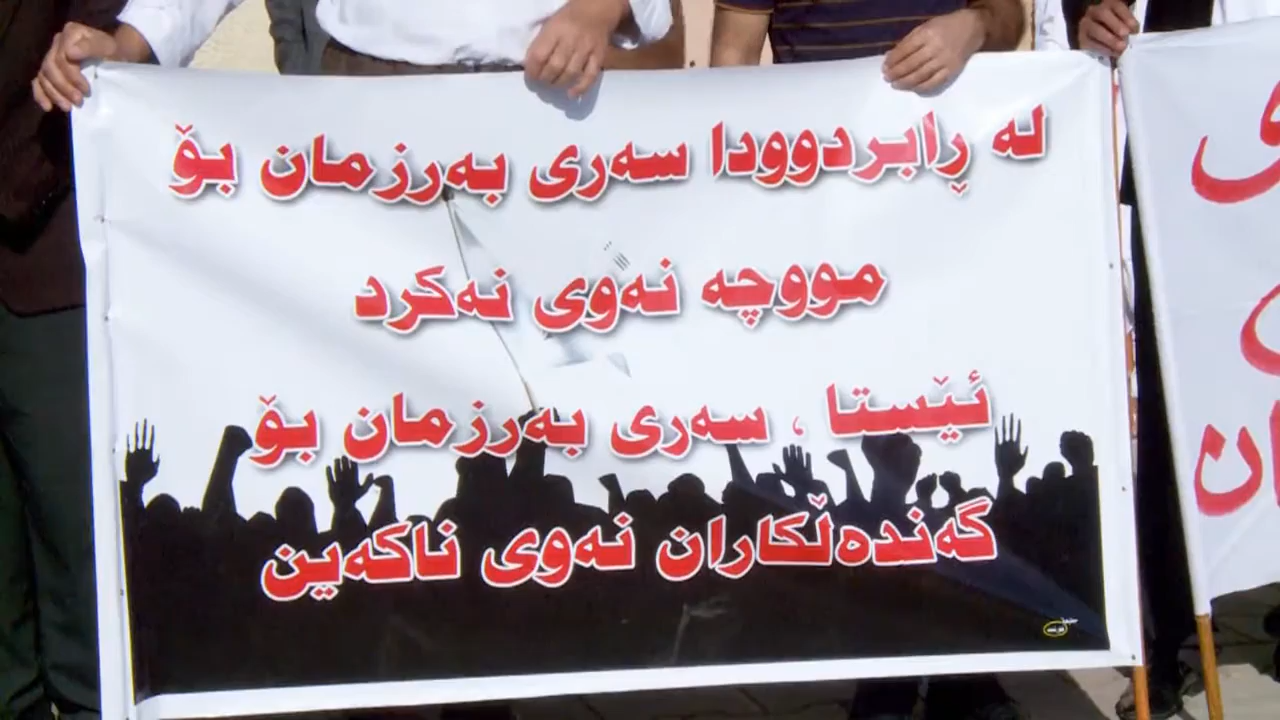 لە ڕابردوودا سەری بەرزمان بۆ
مووچە نەوی نەکرد
ئێستا ، سەری بەرزمان بۆ
گەندەڵکاران نەوی ناکەین